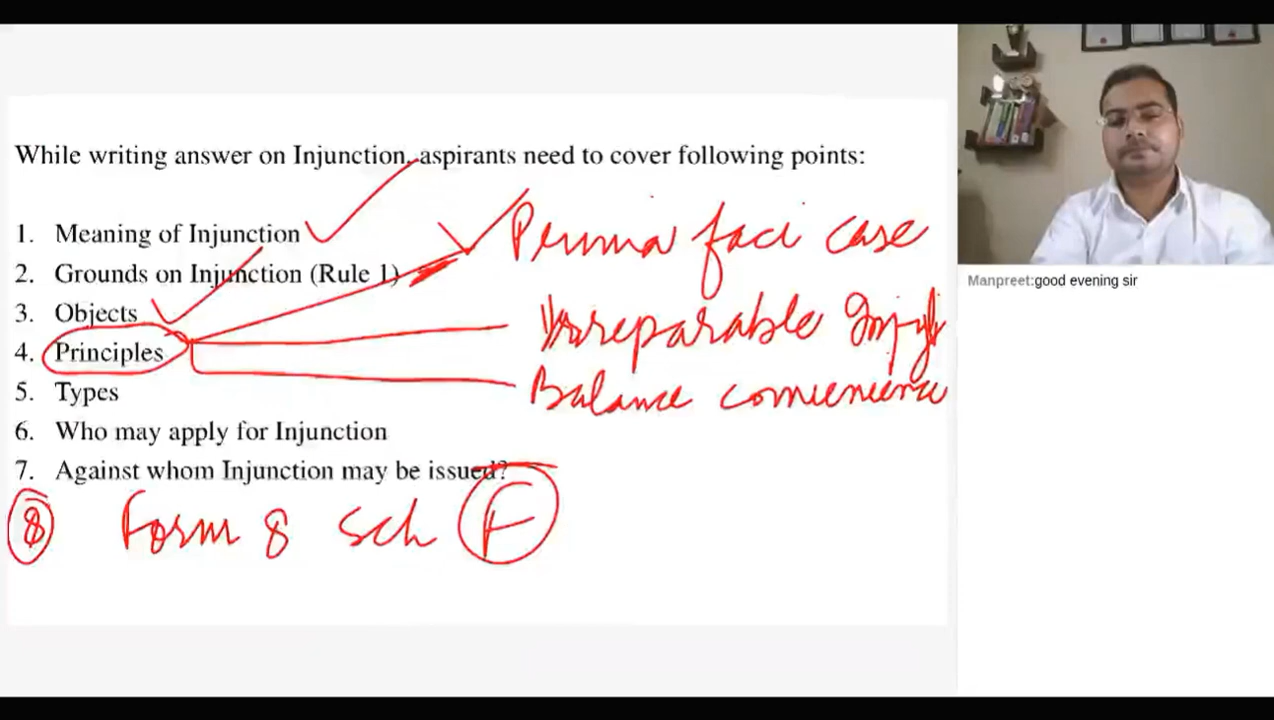 While writing answer on Injunction, aspirants need to cover following points:
1. Meaning of Injunction
2. Grounds on Injunction (Rule 1)
3. Objects
4. Principles
5. Types
6. Who may apply for Injunction
7. Against whom Injunction may be issued?
8 Form 8 Sch F
Peruma faci case
Irreparable Injury
Balance convenience
Manpreet:good evening sir